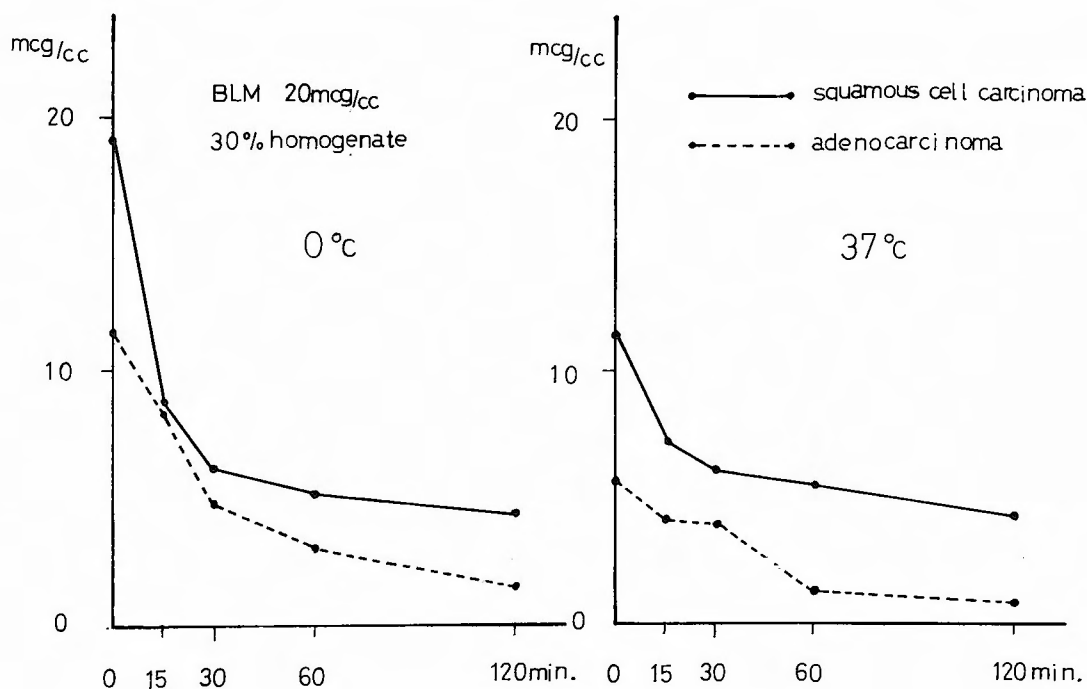 mcg/cc
20
10
0
BLM 20mcg/cc
30% homogenate
0°c
0 15 30 60 120min.
mcg/cc
20
10
0
squamous cell carcinoma
adenocarcinoma
37°c
0 15 30 60 120min.